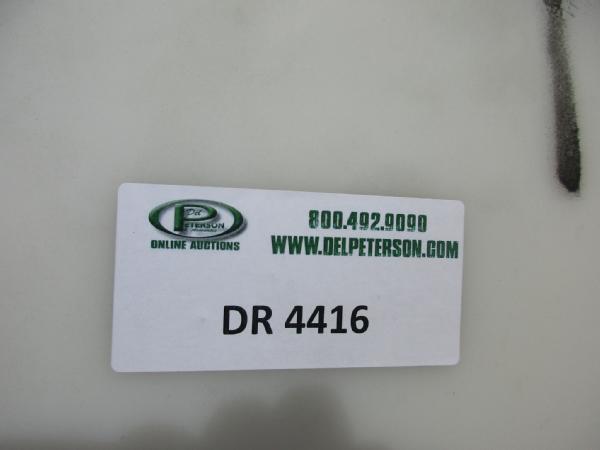 Del
PETERSON
ONLINE AUCTIONS
800.492.9090
WWW.DELPETERSON.COM
DR 4416